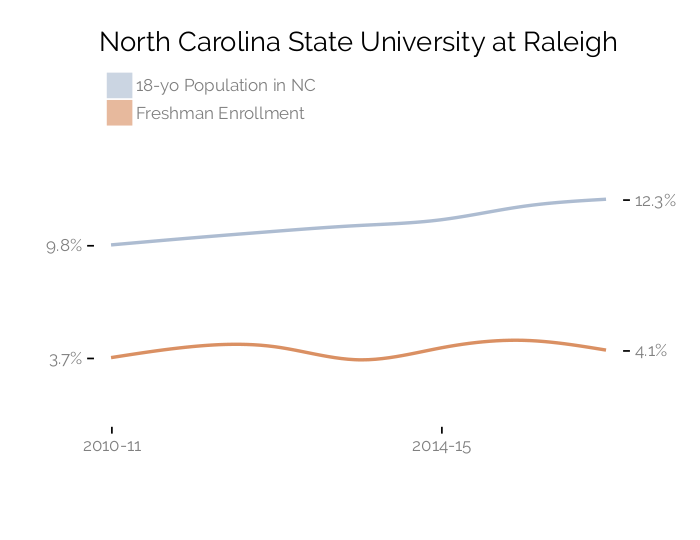 North Carolina State University at Raleigh
18-yo Population in NC
Freshman Enrollment
12.3%
9.8%
3.7%
4.1%
2010-11
2014-15